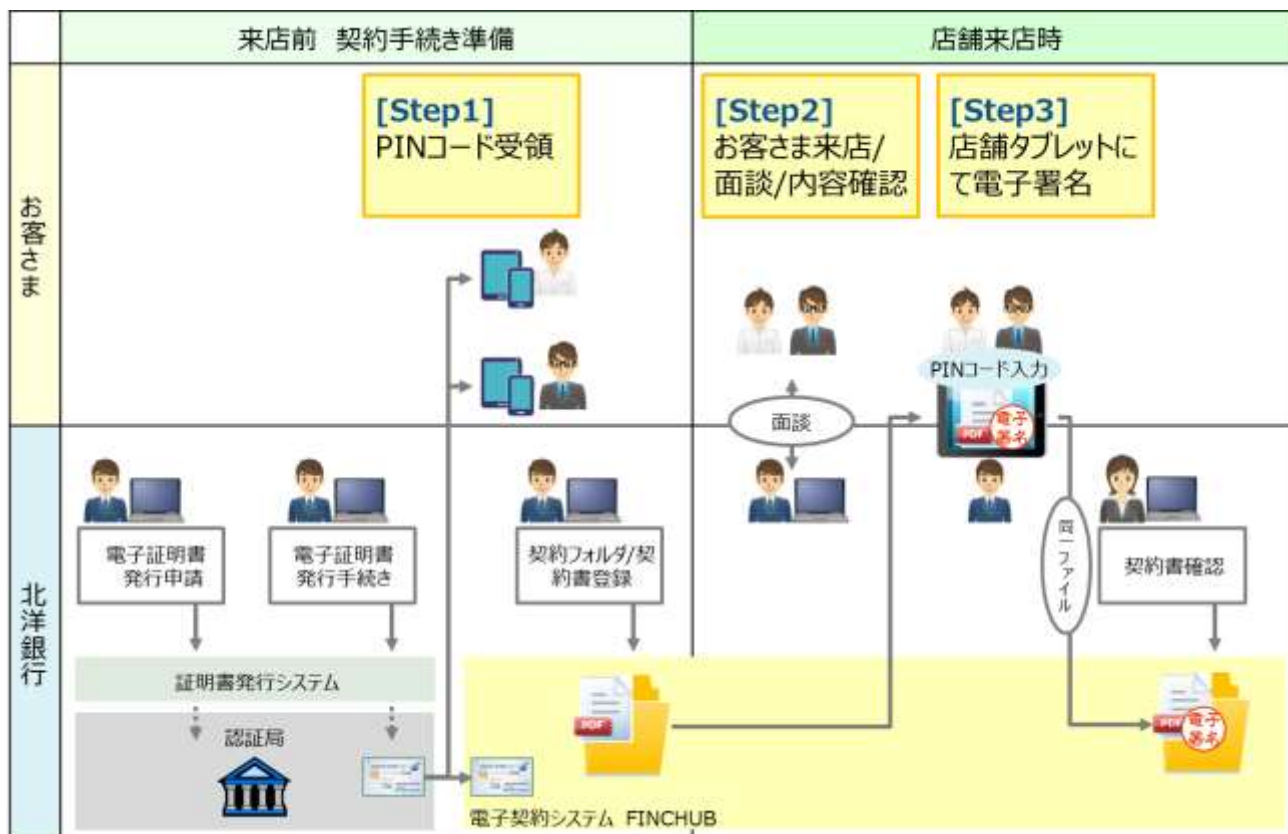 来店前 契約手続き準備
店舗来店時
お客さま
[Step1]
PINコード受領
[Step2]
お客さま来店/
面談/内容確認
[Step3]
店舗タブレットに
て電子署名
PINコード入力
PDF
電子
署名
面談
北洋銀行
電子証明書
発行申請
電子証明書
発行手続き
契約フォルダ/契
約書登録
同一ファイル
契約書確認
証明書発行システム
認証局
PDF
PDF
電子
署名
電子契約システム FINCHUB